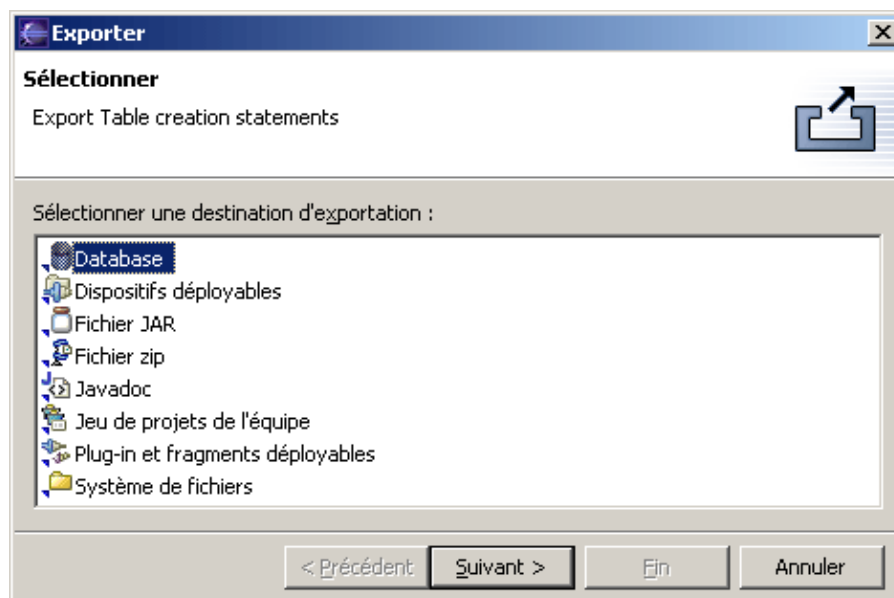 Exporter
Sélectionner
Export Table creation statements
Sélectionner une destination d'exportation :
Database
Dispositifs déployables
Fichier JAR
Fichier zip
Javadoc
Jeu de projets de l'équipe
Plug-in et fragments déployables
Système de fichiers
< Précédent Suivant > Fin Annuler